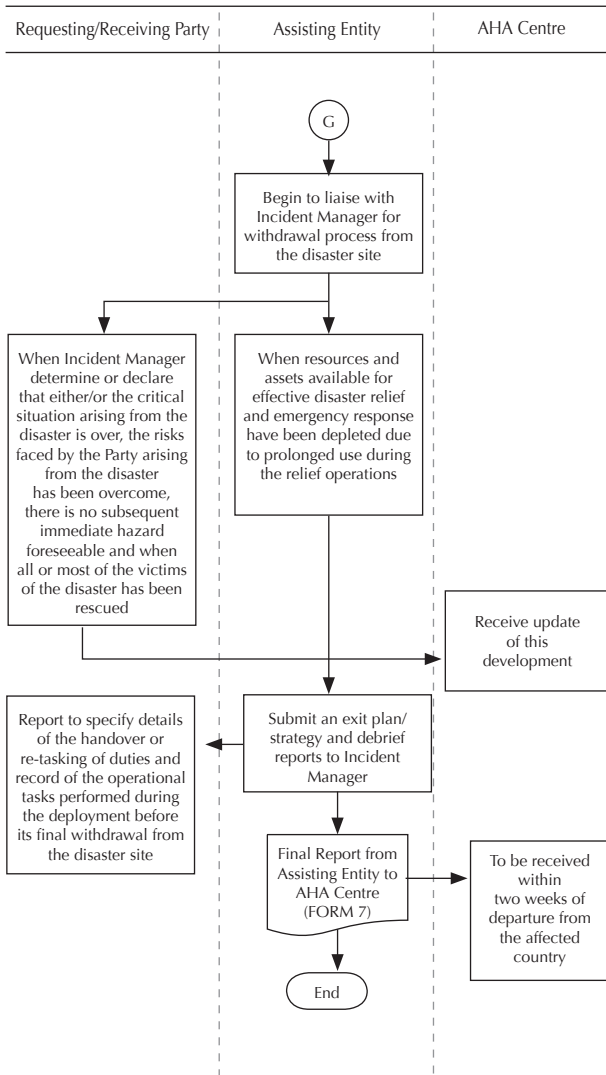 Requesting/Receiving Party
Assisting Entity
AHA Centre
G
Begin to liaise with
Incident Manager for
withdrawal process from
the disaster site
When Incident Manager
determine or declare
that either/or the critical
situation arising from the
disaster is over, the risks
faced by the Party arising
from the disaster
has been overcome,
there is no subsequent
immediate hazard
foreseeable and when
all or most of the victims
of the disaster has been
rescued
When resources and
assets available for
effective disaster relief
and emergency response
have been depleted due
to prolonged use during
the relief operations
Receive update
of this
development
Report to specify details
of the handover or
re-tasking of duties and
record of the operational
tasks performed during
the deployment before
its final withdrawal from
the disaster site
Submit an exit plan/
strategy and debrief
reports to Incident
Manager
Final Report from
Assisting Entity to
AHA Centre
(FORM 7)
To be received
within
two weeks of
departure from
the affected
country
End